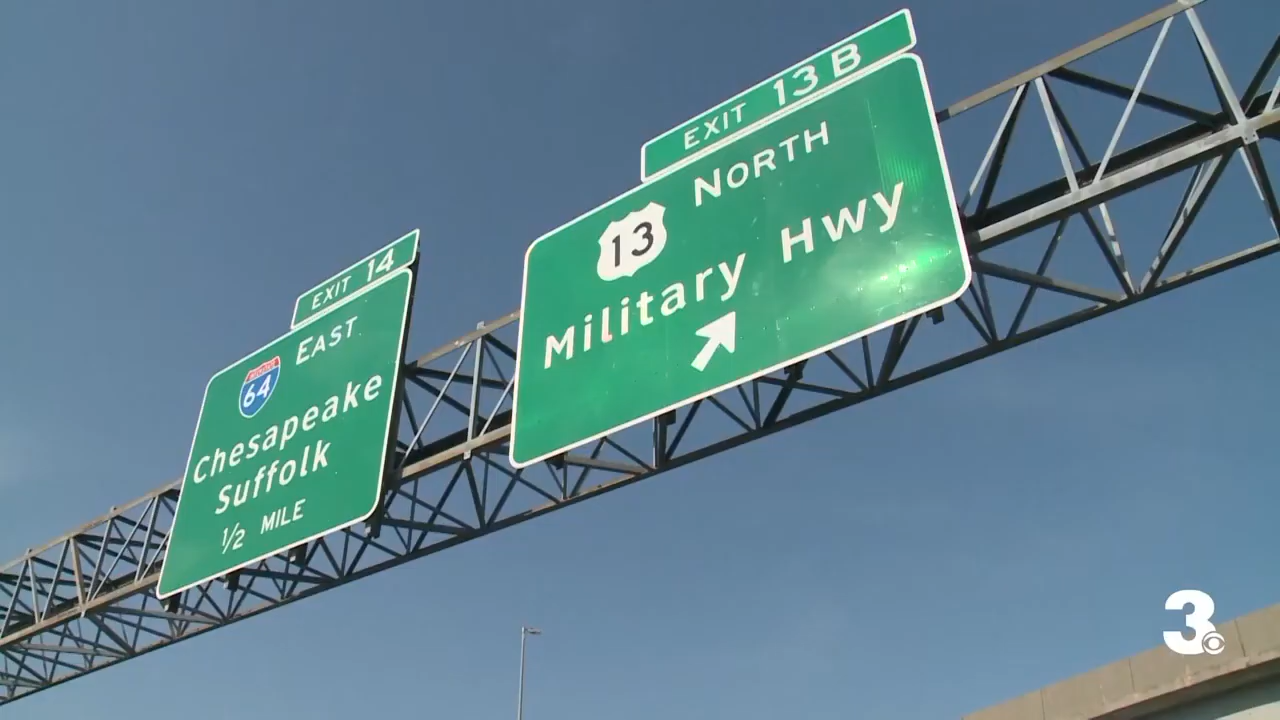 EXIT 14
EAST
64
Chesapeake
Suffolk
1/2 MILE
EXIT 13 B
NORTH
13
Military Hwy
3